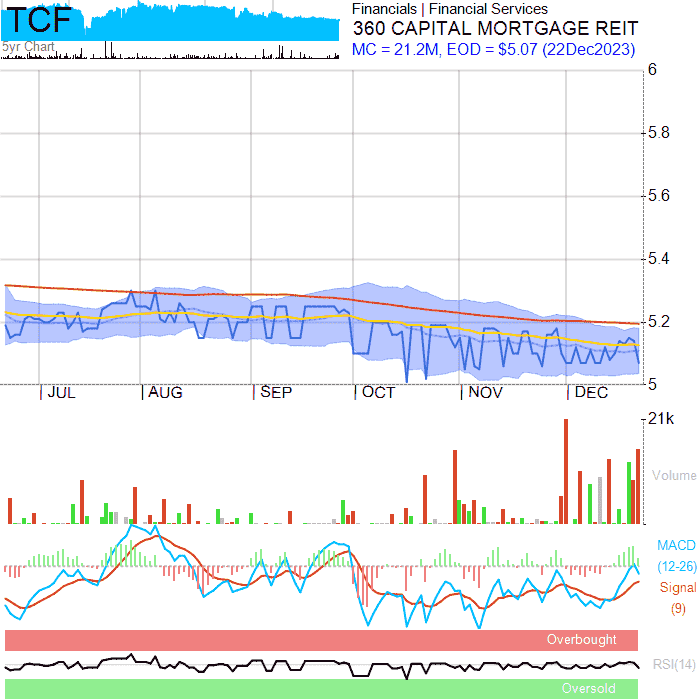 TCF
5yr Chart
Financials | Financial Services
360 CAPITAL MORTGAGE REIT
MC = 21.2M, EOD = $5.07 (22Dec2023)
6
5.8
5.6
5.4
5.2
5
JUL AUG SEP OCT NOV DEC
21k
Volume
MACD
(12-26)
Signal
(9)
Overbought
RSI(14)
Oversold